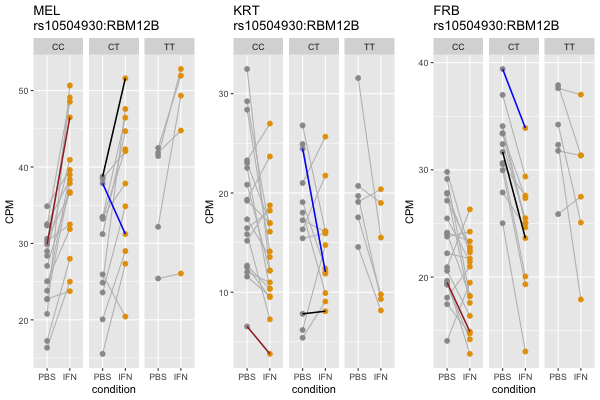 MEL
rs10504930:RBM12B
CC
CT
TT
CPM
50
40
30
20
PBS IFN
PBS IFN
PBS IFN
condition
KRT
rs10504930:RBM12B
CC
CT
TT
CPM
30
20
10
PBS IFN
PBS IFN
PBS IFN
condition
FRB
rs10504930:RBM12B
CC
CT
TT
CPM
40
30
20
PBS IFN
PBS IFN
PBS IFN
condition